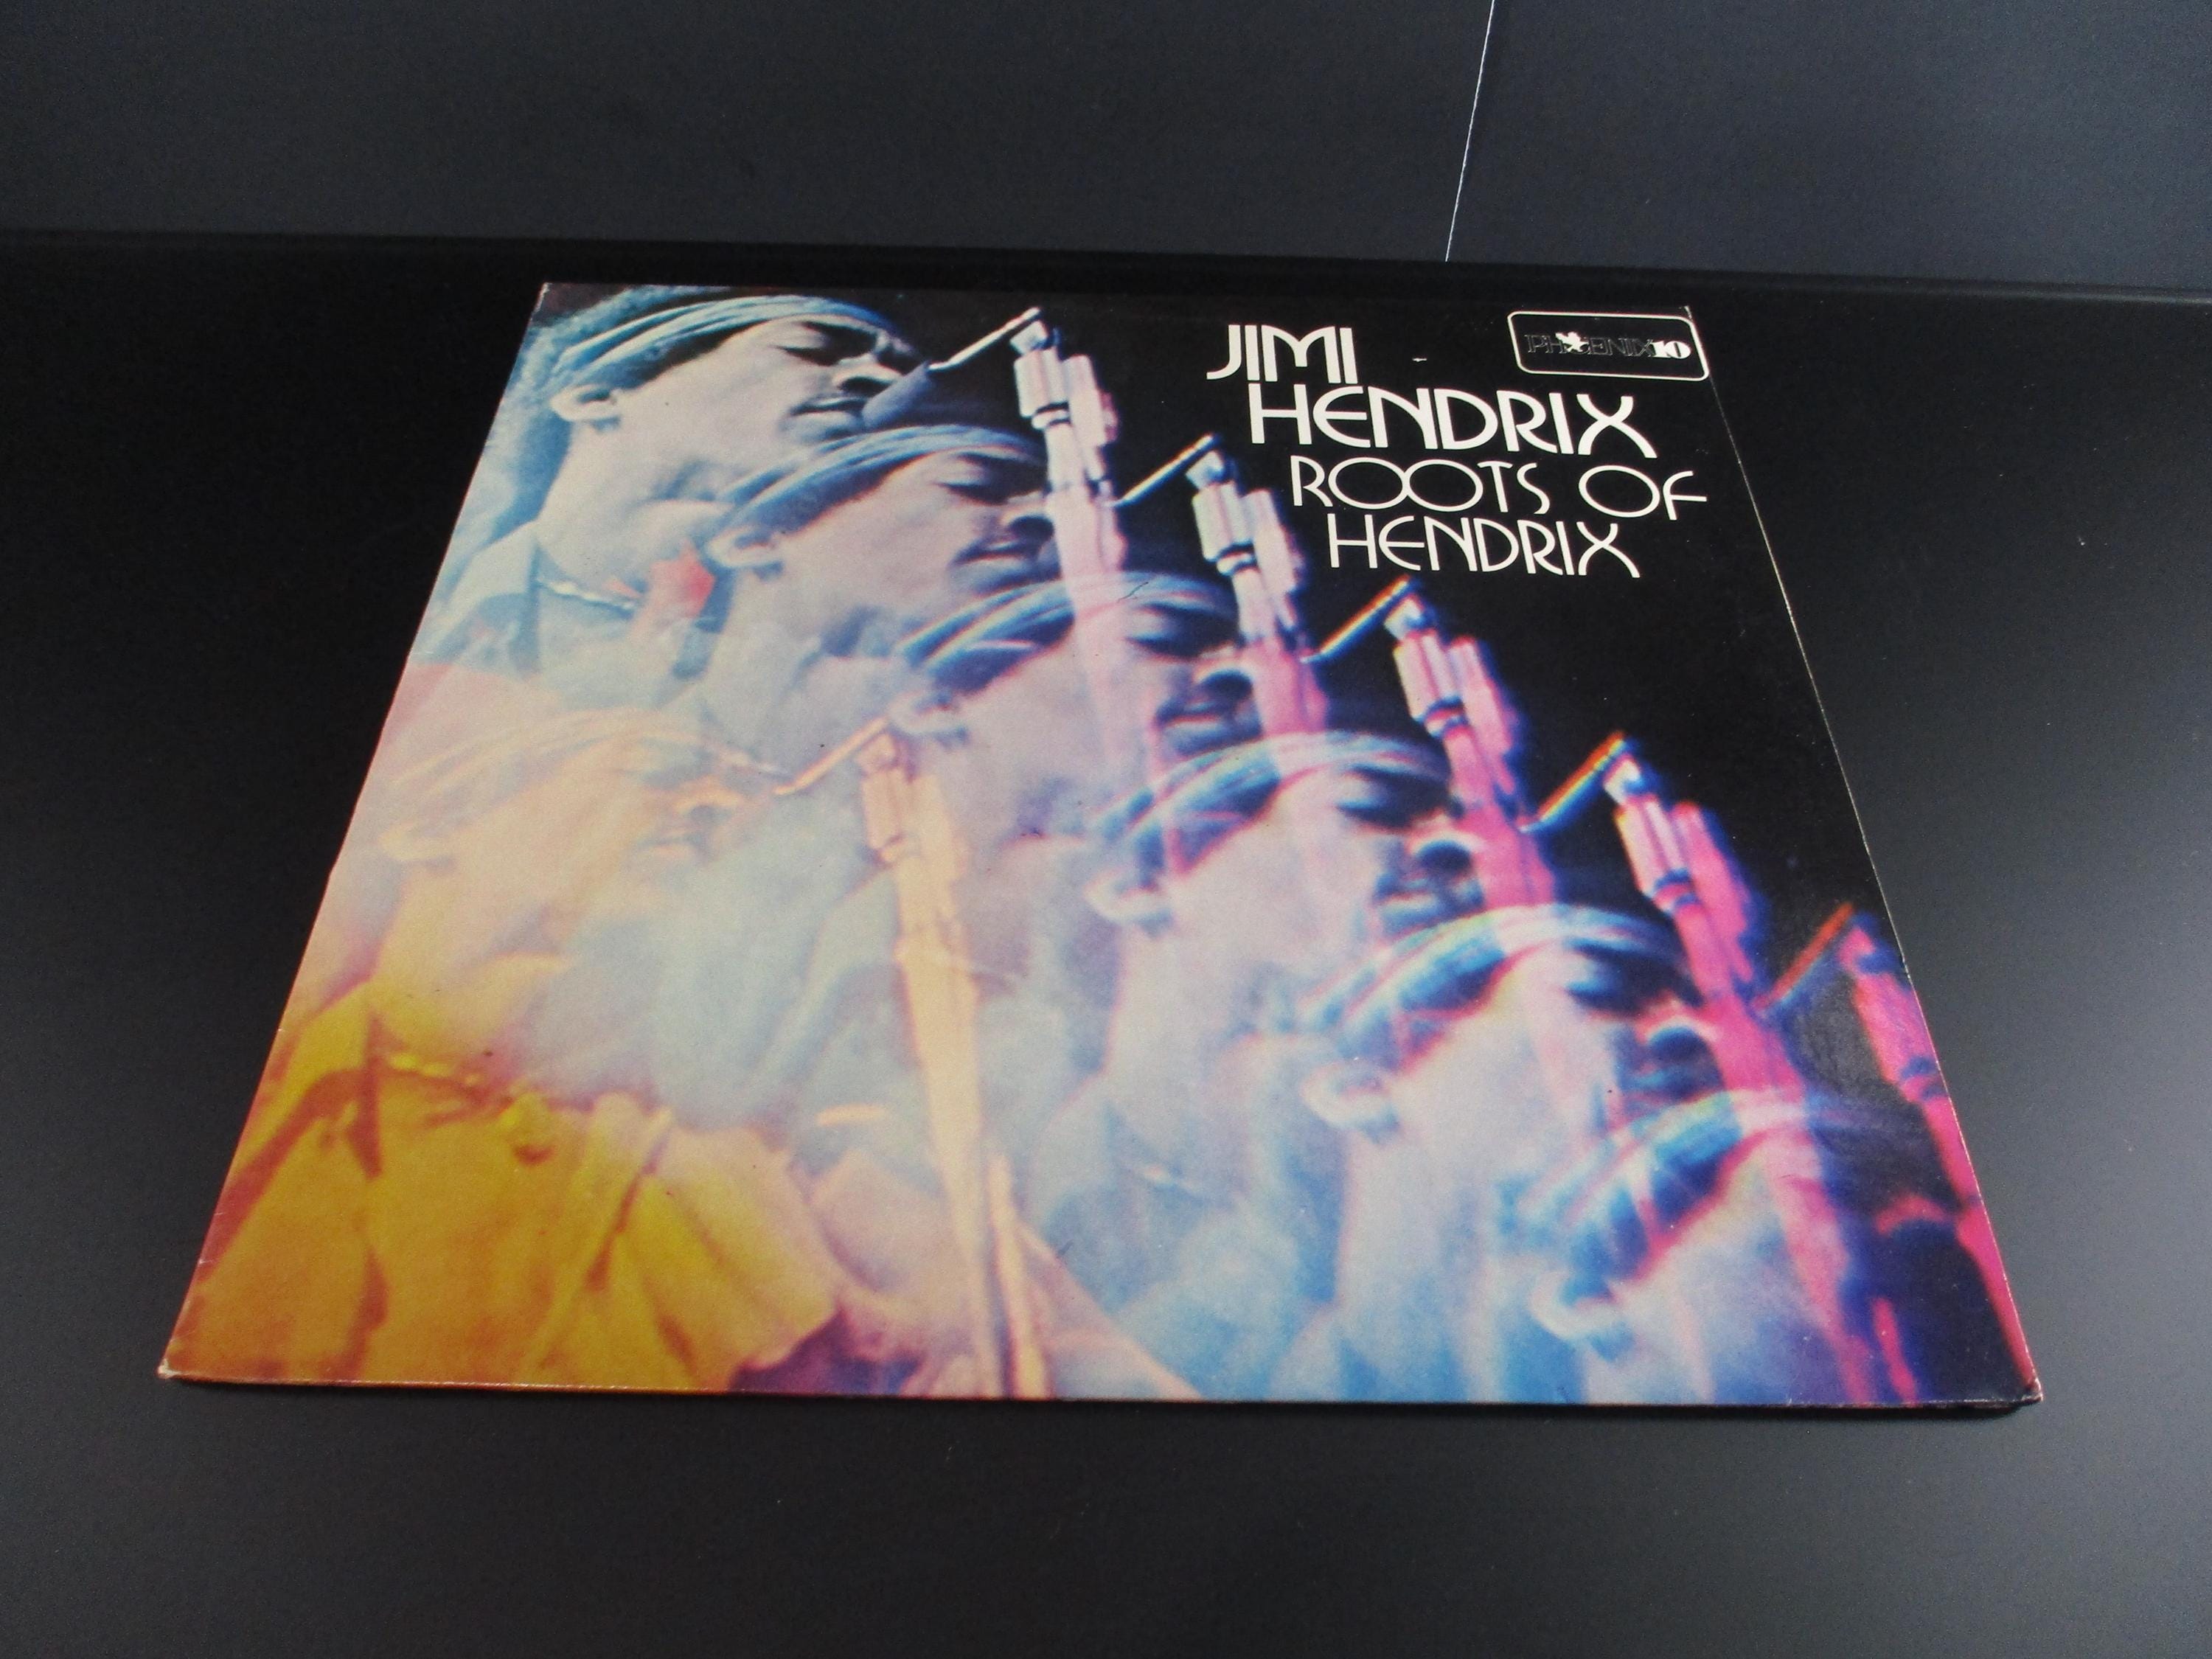 JIMI
HENDRIX
ROOTS OF
HENDRIX
PHOENIX10